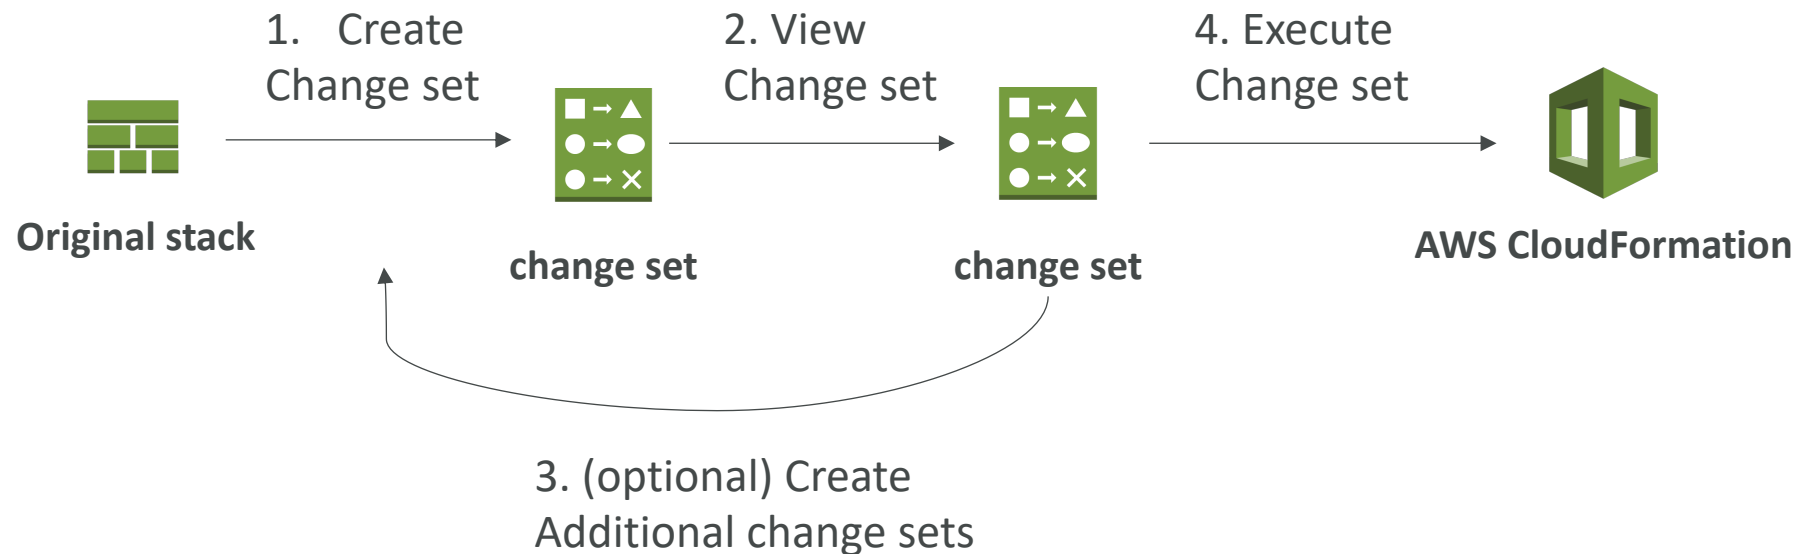 1. Create
Change set
2. View
Change set
4. Execute
Change set
Original stack
change set
change set
AWS CloudFormation
3. (optional) Create
Additional change sets